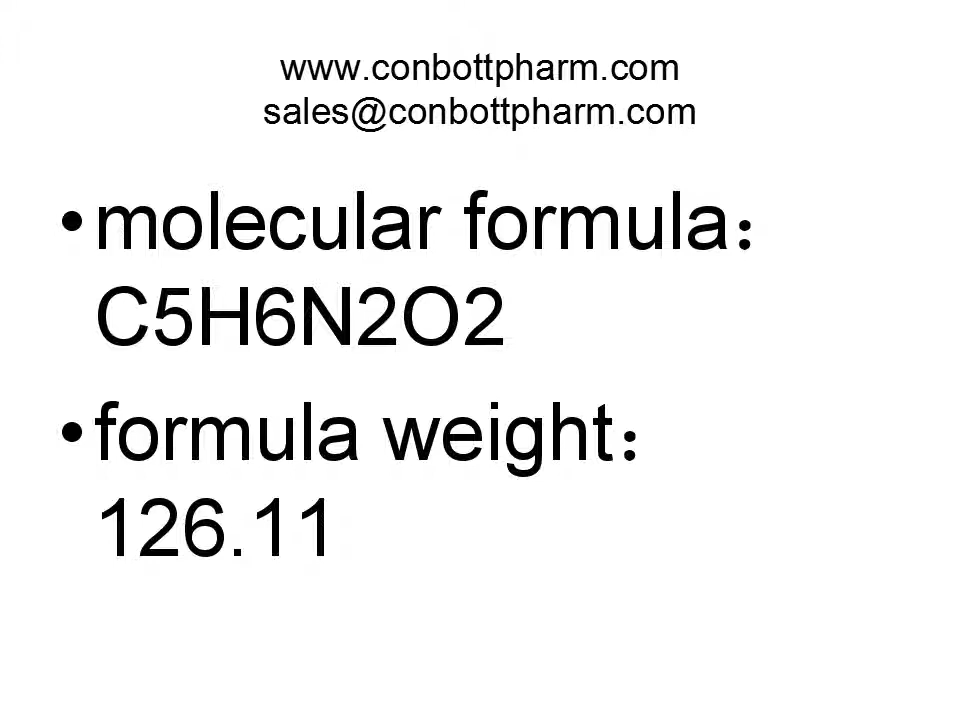 www.conbottpharm.com
sales@conbottpharm.com
•molecular formula：
C5H6N2O2
•formula weight：
126.11